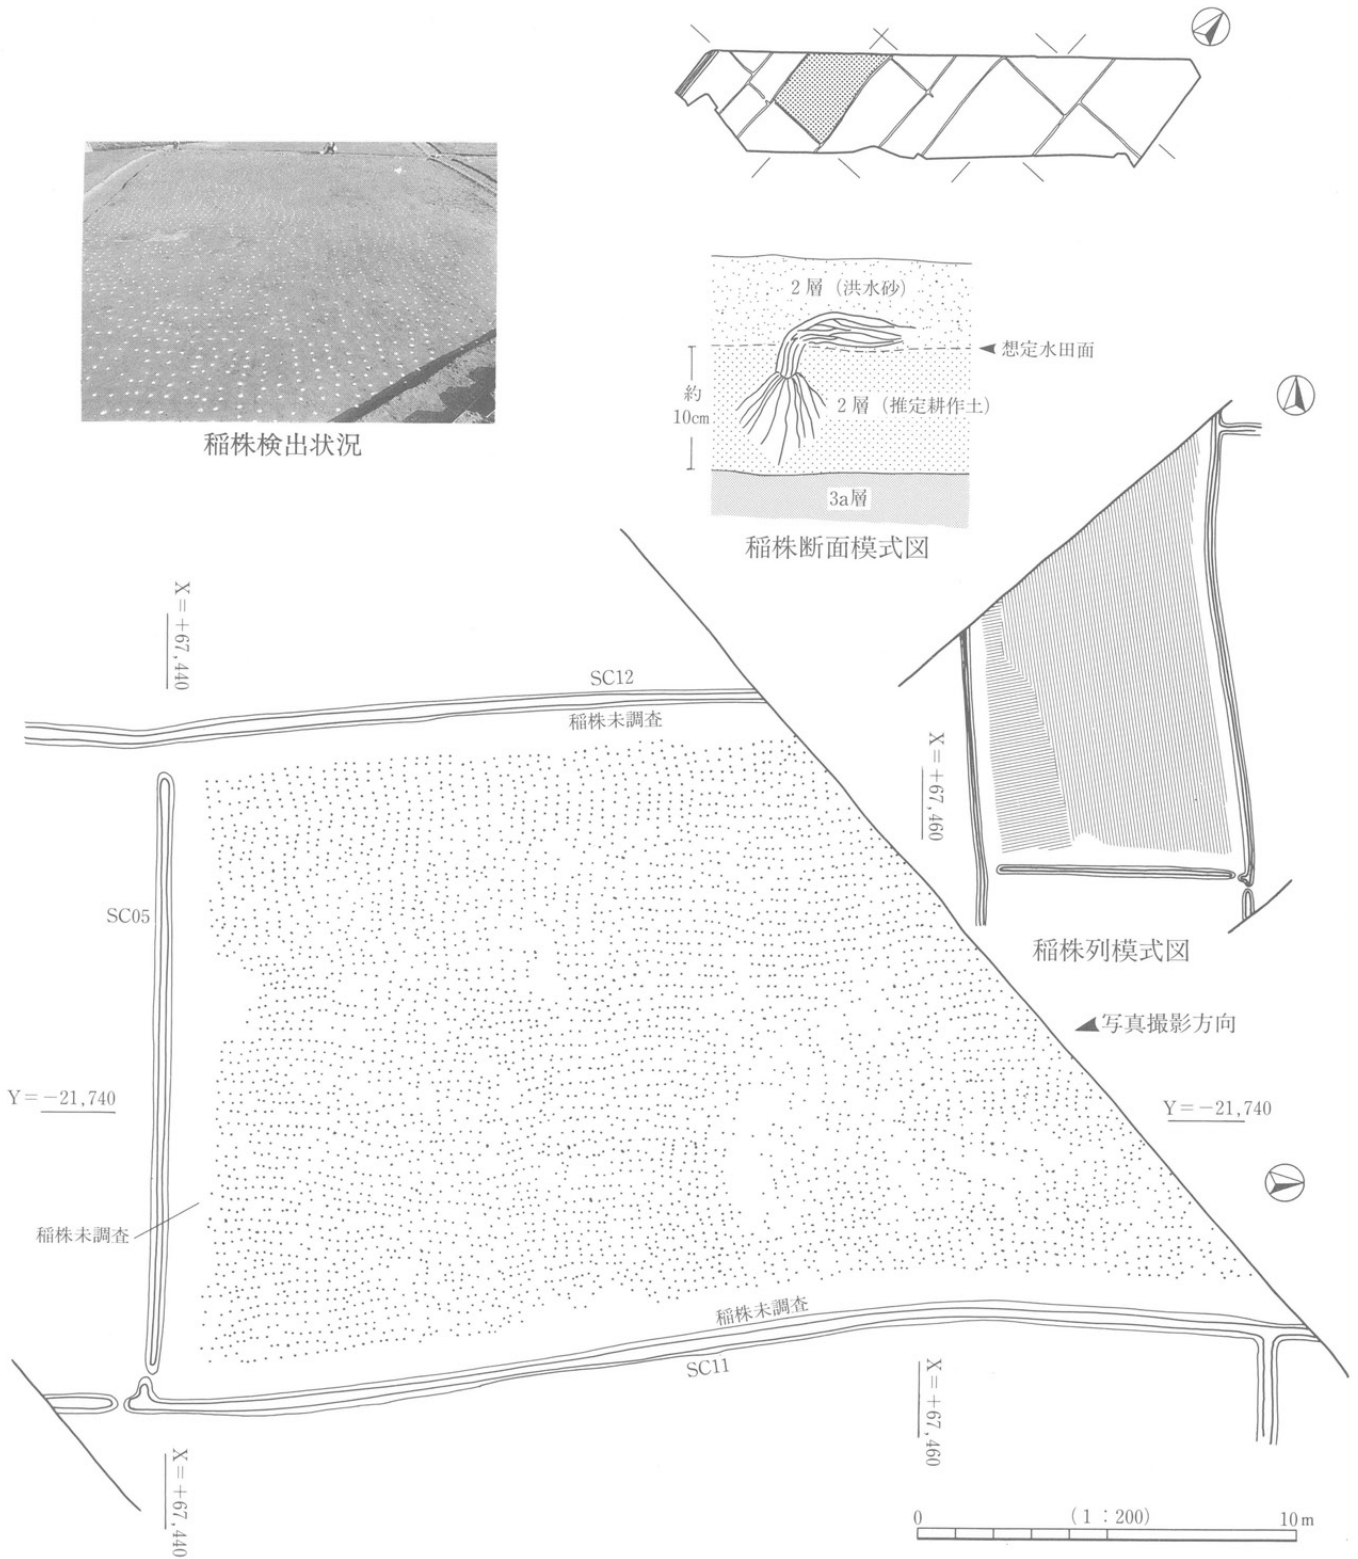 稲株検出状況
2層（洪水砂）
想定水田面
約
10cm
2層（推定耕作土）
3a層
稲株断面模式図
X＝+67,440
SC12
稲株未調査
X＝+67,460
SC05
稲株列模式図
写真撮影方向
Y＝−21,740
Y＝−21,740
稲株未調査
稲株未調査
SC11
X＝+67,460
X＝+67,440
0
（1：200）
10m